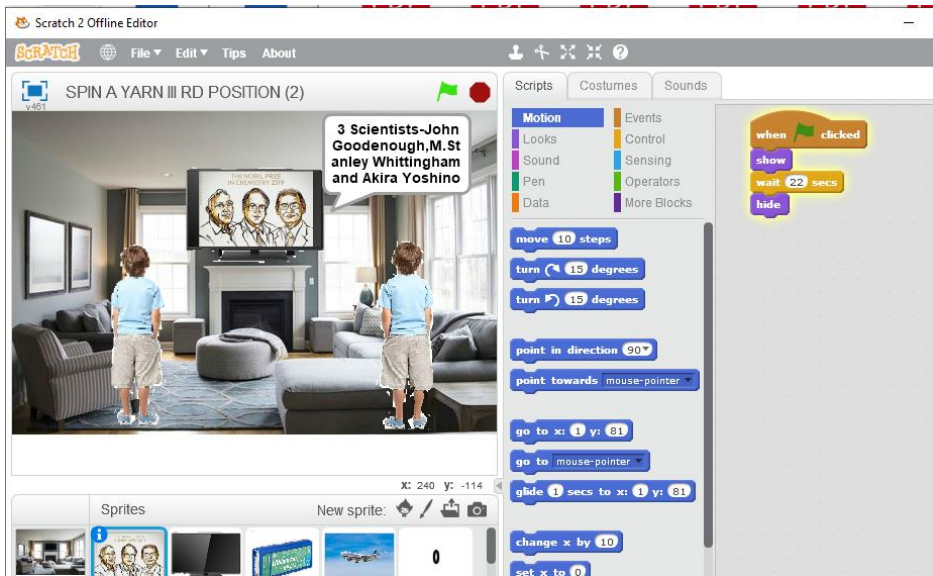 Scratch 2 Offline Editor
SCRATCH File Edit Tips About
v461 SPIN A YARN III RD POSITION (2)
3 Scientists-John
Goodenough,M.St
anley Whittingham
and Akira Yoshino
THE NOBEL PRIZE
IN CHEMISTRY 2019
X: 240 y: -114
Sprites
New sprite:
Scripts Costumes Sounds
Motion Events
Looks Control
Sound Sensing
Pen Operators
Data More Blocks
move 10 steps
turn 15 degrees
turn 15 degrees
point in direction 90
point towards mouse-pointer
go to x: 1 y: 81
go to mouse-pointer
glide 1 secs to x: 1 y: 81
change x by 10
set x to 0
when clicked
show
wait 22 secs
hide
0